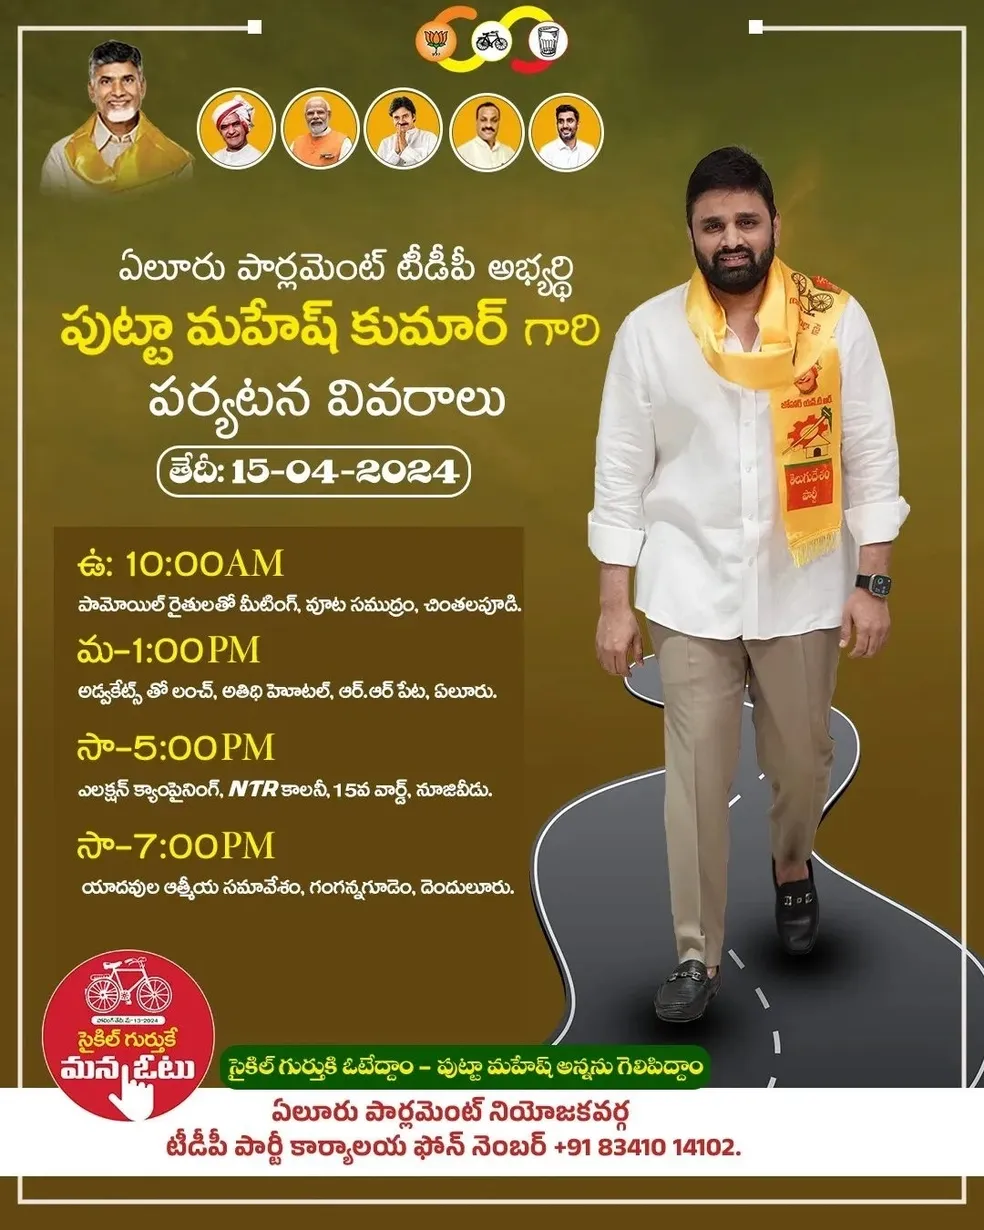 ఏలూరు పార్లమెంట్ టీడీపీ అభ్యర్థి
పుట్టా మహేష్ కుమార్ గారి
పర్యటన వివరాలు
తేదీ: 15-04-2024
ఉ: 10:00AM
పామోయిల్ రైతులతో మీటింగ్, వూట సముద్రం, చింతలపూడి.
మ-1:00PM
అడ్వకేట్స్ తో లంచ్, అతిధి హెూటల్, ఆర్.ఆర్ పేట, ఏలూరు.
సా-5:00PM
ఎలక్షన్ క్యాంపైనింగ్, NTR కాలనీ, 15వ వార్డ్, నూజివీడు.
సా-7:00PM
యాదవుల ఆత్మీయ సమావేశం, గంగన్నగూడెం, దెందులూరు.
తెలుగుదేశం
పార్టీ
పోలింగ్ తేది: మే-13-2024
సైకిల్ గుర్తుకే
మన ఓటు
సైకిల్ గుర్తుకి ఓటేద్దాం – పుట్టా మహేష్ అన్నను గెలిపిద్దాం
ఏలూరు పార్లమెంట్ నియోజకవర్గ
టీడీపీ పార్టీ కార్యాలయ ఫోన్ నెంబర్ +91 83410 14102.